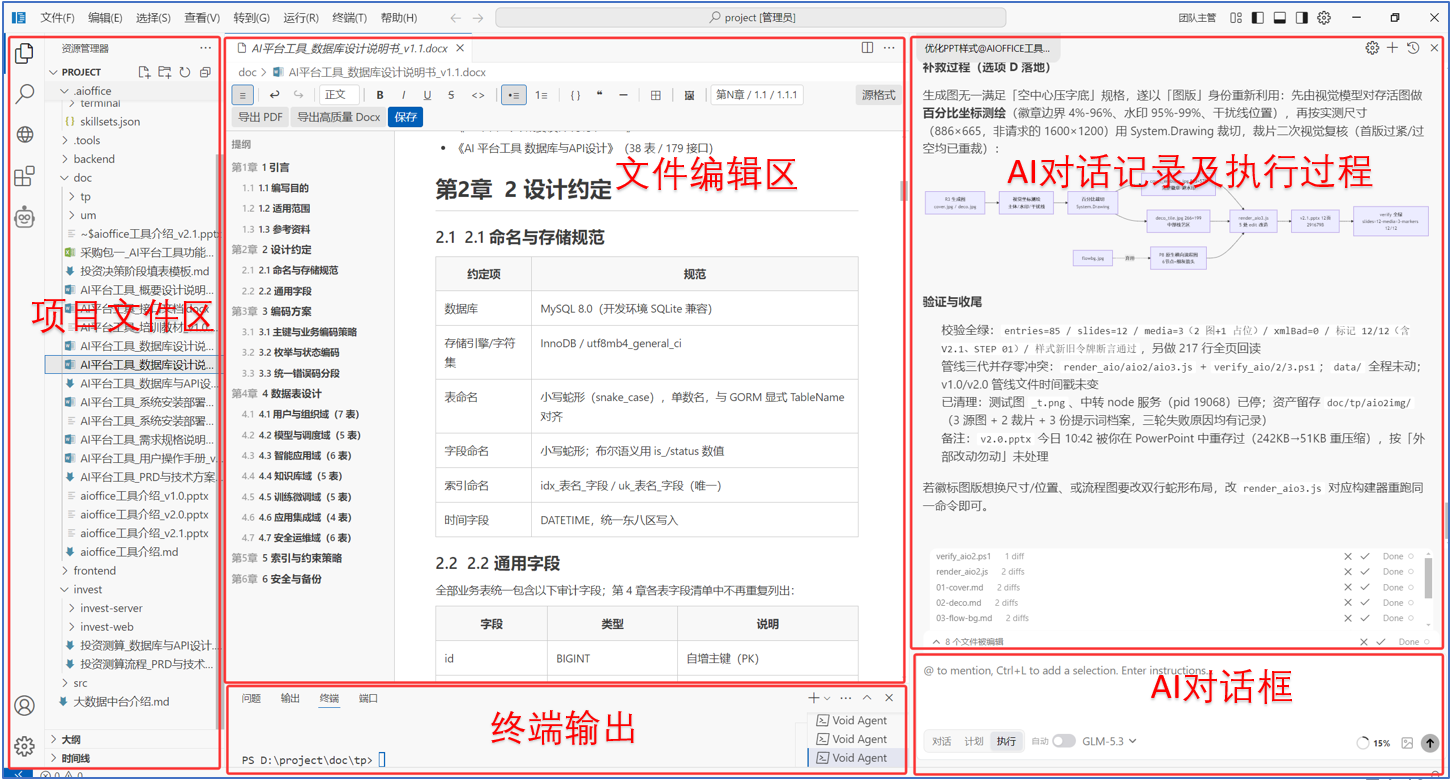 文件(F) 编辑(E) 选择(S) 查看(V) 转到(G) 运行(R) 终端(T) 帮助(H)
project [管理员]
团队主管
资源管理器
PROJECT
.aioffice
terminal
skillsets.json
.tools
backend
doc
tp
um
~$aioffice工具介绍_v2.1.pptx
采购包一_AI平台工具功能...
投资决策阶段填表模板.md
AI平台工具_概要设计说明...
AI平台工具_接口文档.docx
AI平台工具_培训教材_v1.0...
AI平台工具_数据库设计说...
AI平台工具_数据库设计说...
AI平台工具_数据库与API设...
AI平台工具_系统安装部署...
AI平台工具_系统安装部署...
AI平台工具_需求规格说明...
AI平台工具_用户操作手册_v...
AI平台工具_PRD与技术方案...
aioffice工具介绍_v1.0.pptx
aioffice工具介绍_v2.0.pptx
aioffice工具介绍_v2.1.pptx
aioffice工具介绍.md
frontend
invest
invest-server
invest-web
投资测算_数据库与API设计...
投资测算流程_PRD与技术...
src
大数据中台介绍.md
大纲
时间线
项目文件区
AI平台工具_数据库设计说明书_v1.1.docx
doc > AI平台工具_数据库设计说明书_v1.1.docx
正文 B I U S <> 1≡ {} ❝ — 第N章 / 1.1 / 1.1.1 源格式
导出 PDF 导出高质量 Docx 保存
提纲
第1章 1 引言
1.1 1.1 编写目的
1.2 1.2 适用范围
1.3 1.3 参考资料
第2章 2 设计约定
2.1 2.1 命名与存储规范
2.2 2.2 通用字段
第3章 3 编码方案
3.1 3.1 主键与业务编码策略
3.2 3.2 枚举与状态编码
3.3 3.3 统一错误码分段
第4章 4 数据表设计
4.1 4.1 用户与组织域（7 表）
4.2 4.2 模型与调度域（5 表）
4.3 4.3 智能应用域（6 表）
4.4 4.4 知识库域（5 表）
4.5 4.5 训练微调域（5 表）
4.6 4.6 应用集成域（4 表）
4.7 4.7 安全运维域（6 表）
第5章 5 索引与约束策略
第6章 6 安全与备份
• 《AI 平台工具 数据库与API设计》（38 表 / 179 接口）
第2章 2 设计约定
文件编辑区
2.1 2.1 命名与存储规范
约定项 规范
数据库 MySQL 8.0（开发环境 SQLite 兼容）
存储引擎/字符集 InnoDB / utf8mb4_general_ci
表命名 小写蛇形（snake_case），单数名，与 GORM 显式 TableName
对齐
字段命名 小写蛇形；布尔语义用 is_/status 数值
索引命名 idx_表名_字段 / uk_表名_字段（唯一）
时间字段 DATETIME，统一东八区写入
2.2 2.2 通用字段
全部业务表统一包含以下审计字段；第 4 章各表字段清单中不再重复列出：
字段 类型 说明
id BIGINT 自增主键（PK）
问题 输出 终端 端口
终端输出
PS D:\project\doc\tp>
Void Agent
Void Agent
Void Agent
优化PPT样式@AIOFFICE工具...
补救过程（选项 D 落地）
生成图无一满足「空中心压字底」规格，遂以「图版」身份重新利用：先由视觉模型对存活图做
百分比坐标测绘（徽章边界 4%-96%、水印 95%-99%、干扰线位置），再按实测尺寸
（886×665，非请求的 1600×1200）用 System.Drawing 裁切，裁片二次视觉复核（首版过紧/过
空均已重裁）：
AI对话记录及执行过程
cover.jpg / deco.jpg
System.Drawing
render_aio3.js
flowbg.jpg
12/12
验证与收尾
校验全绿：entries=85 / slides=12 / media=3（2 图+1 占位）/ xmlBad=0 / 标记 12/12（含
V2.1、STEP 01）/ 样式新旧令牌断言通过，另做 217 行全页回读
管线三代并存零冲突：render_aio/aio2/aio3.js + verify_aio/2/3.ps1；data/ 全程未动；
v1.0/v2.0 管线文件时间戳未变
已清理：测试图 _t.png、中转 node 服务（pid 19068）已停；资产留存 doc/tp/aio2img/
（3 源图 + 2 裁片 + 3 份提示词档案，三轮失败原因均有记录）
备注：v2.0.pptx 今日 10:42 被你在 PowerPoint 中重存过（242KB→51KB 重压缩），按「外
部改动勿动」未处理
若徽标图版想换尺寸/位置、或流程图要改双行蛇形布局，改 render_aio3.js 对应构建器重跑同
一命令即可。
verify_aio2.ps1 1 diff Done
render_aio2.js 2 diffs Done
01-cover.md 2 diffs Done
02-deco.md 2 diffs Done
03-flow-bg.md 2 diffs Done
8 个文件被编辑 Done
@ to mention, Ctrl+L to add a selection. Enter instructions...
AI对话框
对话 计划 执行 自动 GLM-5.3 15%